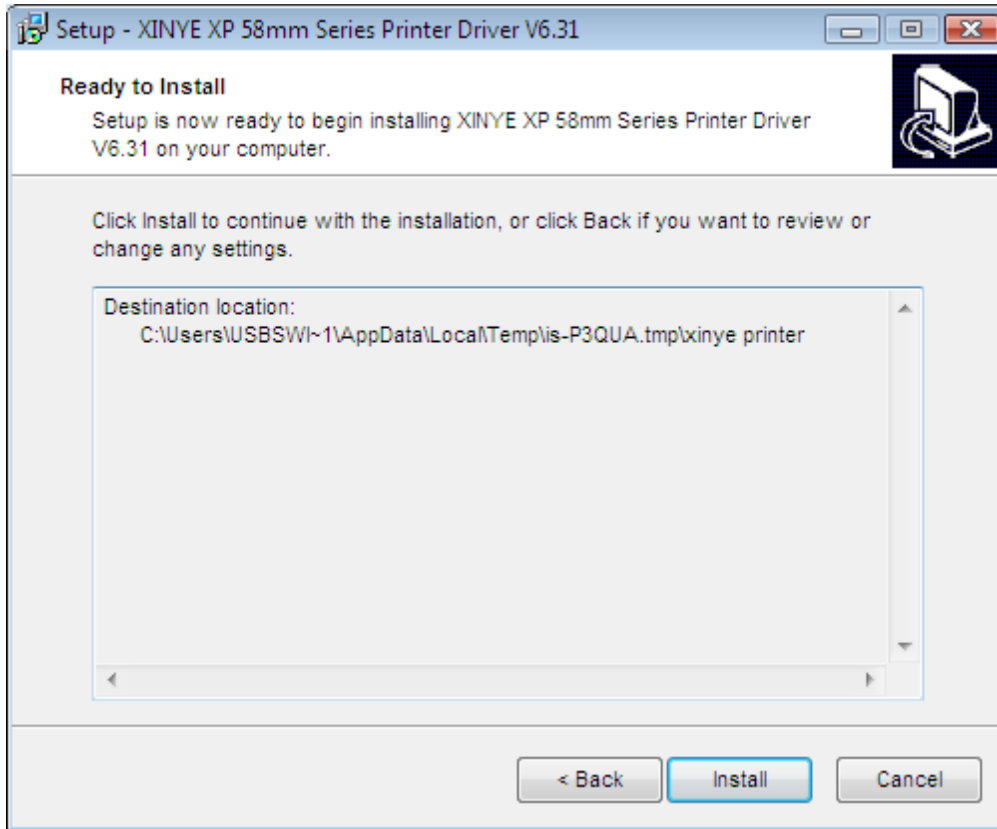 Setup - XINYE XP 58mm Series Printer Driver V6.31
Ready to Install
Setup is now ready to begin installing XINYE XP 58mm Series Printer Driver
V6.31 on your computer.
Click Install to continue with the installation, or click Back if you want to review or
change any settings.
Destination location:
C:\Users\USBSWI~1\AppData\Local\Temp\is-P3QUA.tmp\xinye printer
< Back
Install
Cancel